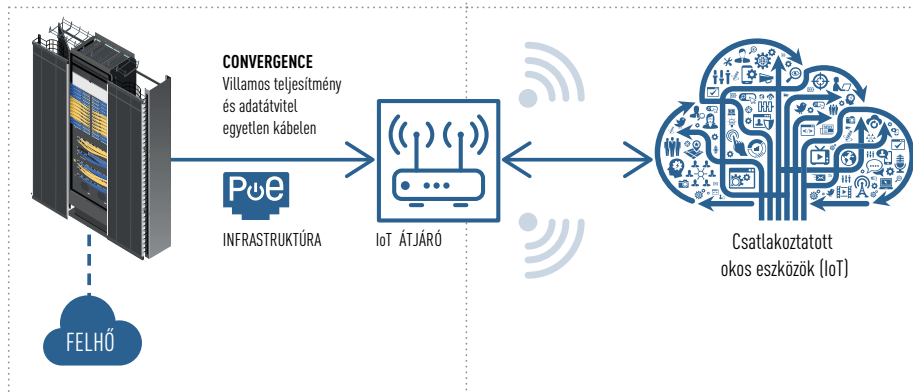 CONVERGENCE
Villamos teljesítmény
és adatátvitel
egyetlen kábelen
PoE
INFRASTRUKTÚRA
IoT ÁTJÁRÓ
Csatlakoztatott
okos eszközök (IoT)
FELHŐ